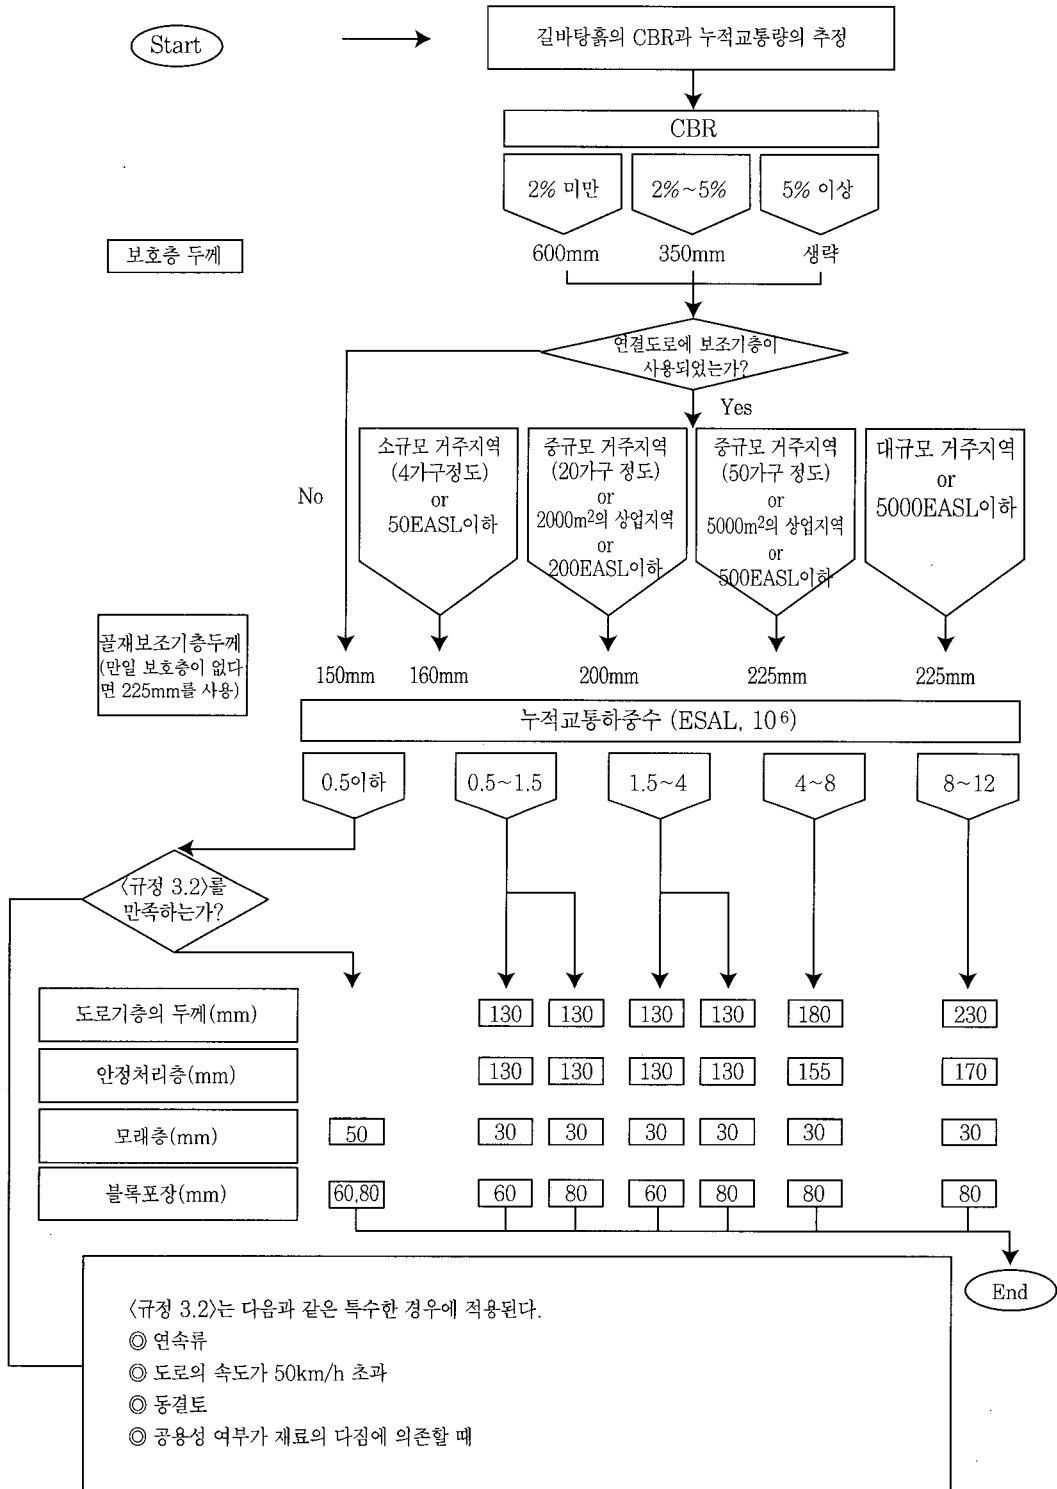 Start
길바탕흙의 CBR과 누적교통량의 추정
CBR
2% 미만
2%~5%
5% 이상
보호층 두께
600mm
350mm
생략
연결도로에 보조기층이
사용되었는가?
Yes
No
소규모 거주지역
(4가구정도)
or
50EASL이하
중규모 거주지역
(20가구 정도)
or
2000m²의 상업지역
or
200EASL이하
중규모 거주지역
(50가구 정도)
or
5000m²의 상업지역
or
500EASL이하
대규모 거주지역
or
5000EASL이하
골재보조기층두께
(만일 보호층이 없다
면 225mm를 사용)
150mm
160mm
200mm
225mm
225mm
누적교통하중수 (ESAL, 10⁶)
0.5이하
0.5~1.5
1.5~4
4~8
8~12
〈규정 3.2〉를
만족하는가?
도로기층의 두께(mm)
130
130
130
130
180
230
안정처리층(mm)
130
130
130
130
155
170
모래층(mm)
50
30
30
30
30
30
30
블록포장(mm)
60,80
60
80
60
80
80
80
End
〈규정 3.2〉는 다음과 같은 특수한 경우에 적용된다.
◎ 연속류
◎ 도로의 속도가 50km/h 초과
◎ 동결토
◎ 공용성 여부가 재료의 다짐에 의존할 때